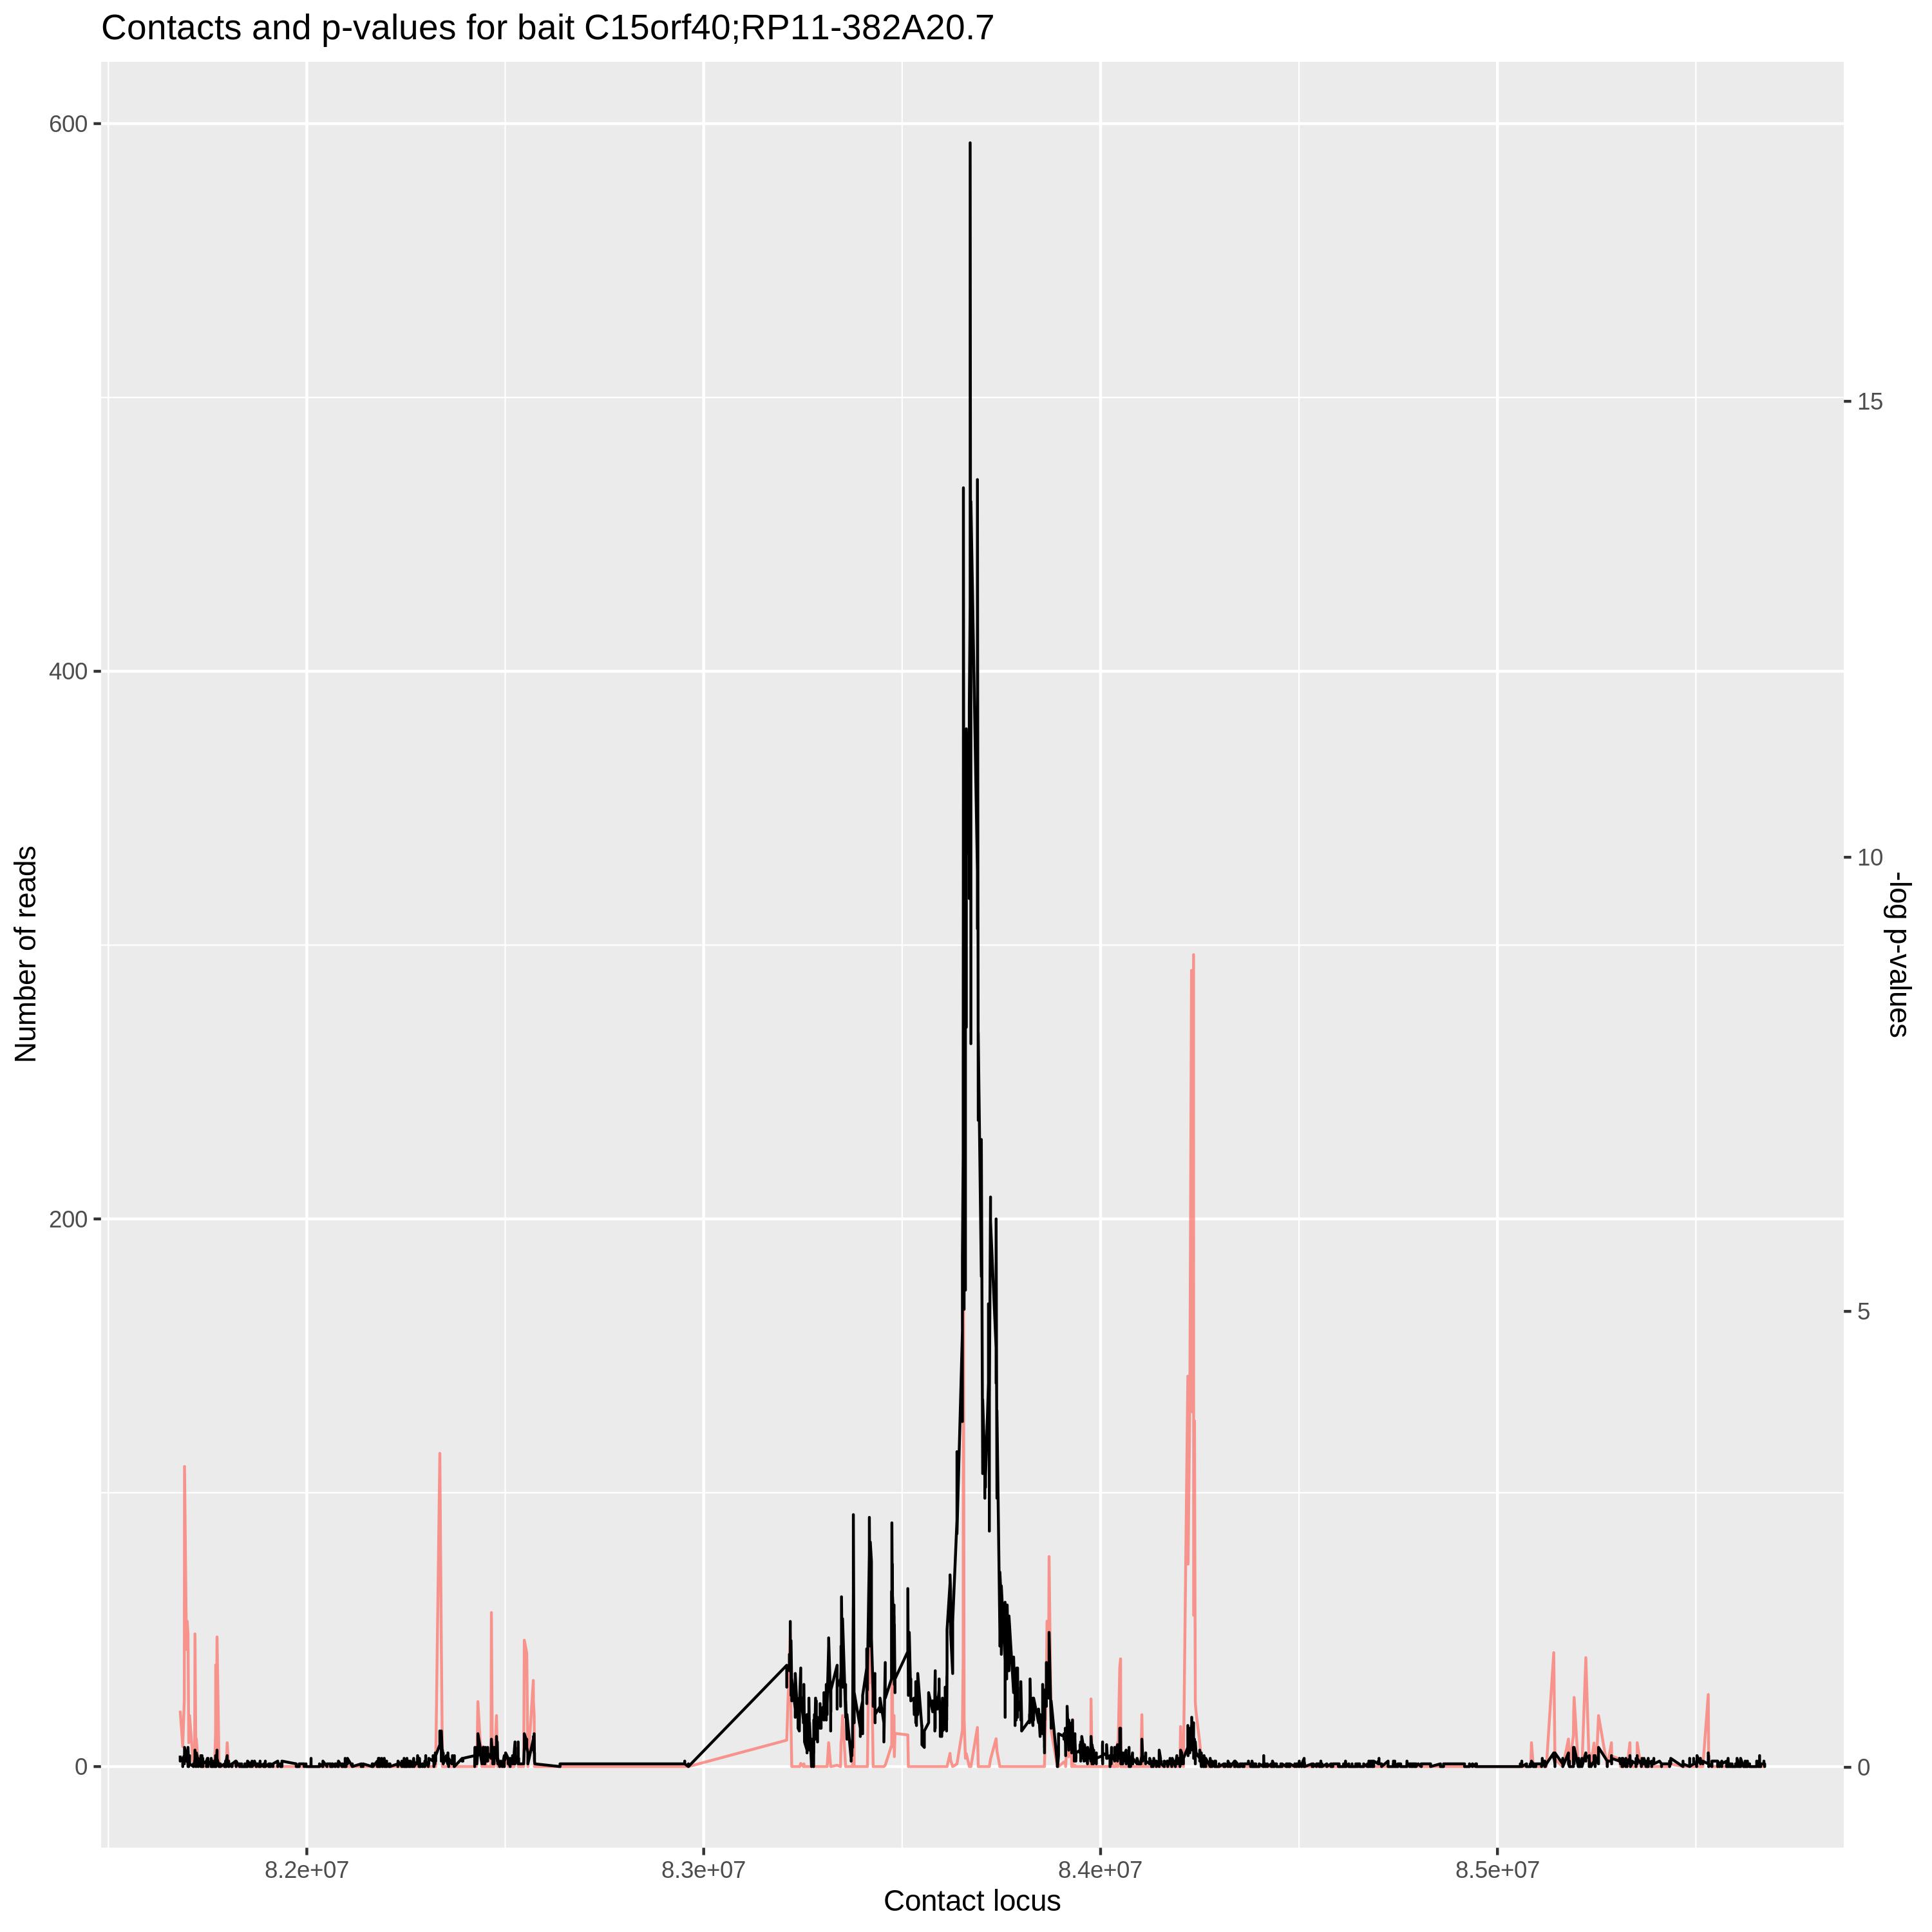 Contacts and p-values for bait C15orf40;RP11-382A20.7
600
400
200
0
Number of reads
15
10
5
0
-log p-values
8.2e+07
8.3e+07
8.4e+07
8.5e+07
Contact locus